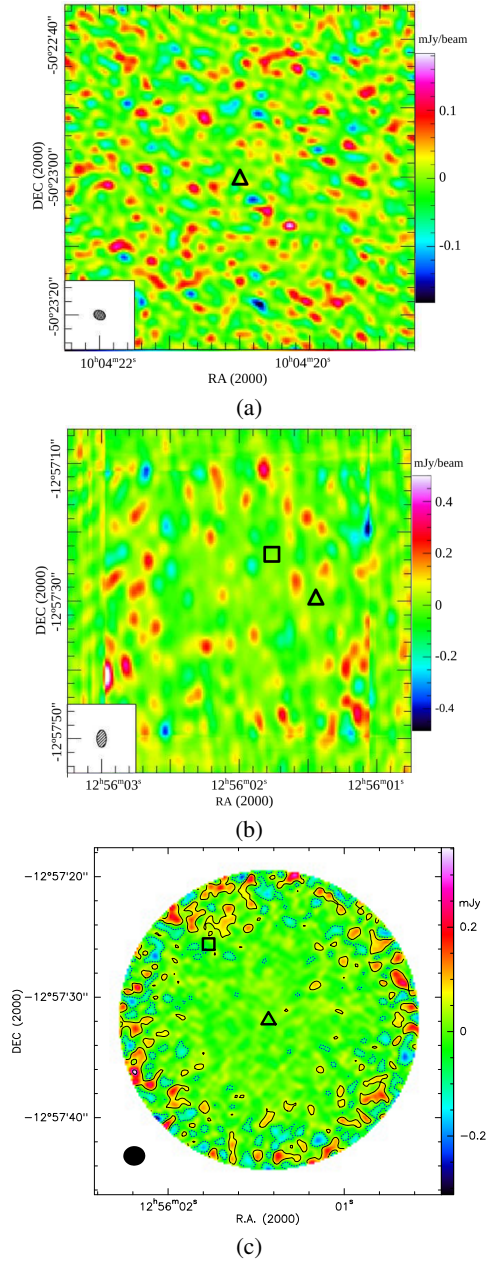 mJy/beam
-50°22'40"
0.1
DEC (2000)
-50°23'00"
0
-0.1
-50°23'20"
10ʰ04ᵐ22ˢ
10ʰ04ᵐ20ˢ
RA (2000)
(a)
mJy/beam
-12°57'10"
0.4
0.2
DEC (2000)
-12°57'30"
0
-0.2
-12°57'50"
-0.4
12ʰ56ᵐ03ˢ
12ʰ56ᵐ02ˢ
12ʰ56ᵐ01ˢ
RA (2000)
(b)
−12°57'20"
mJy
0.2
DEC (2000)
−12°57'30"
0
−12°57'40"
−0.2
12ʰ56ᵐ02ˢ
01ˢ
R.A. (2000)
(c)